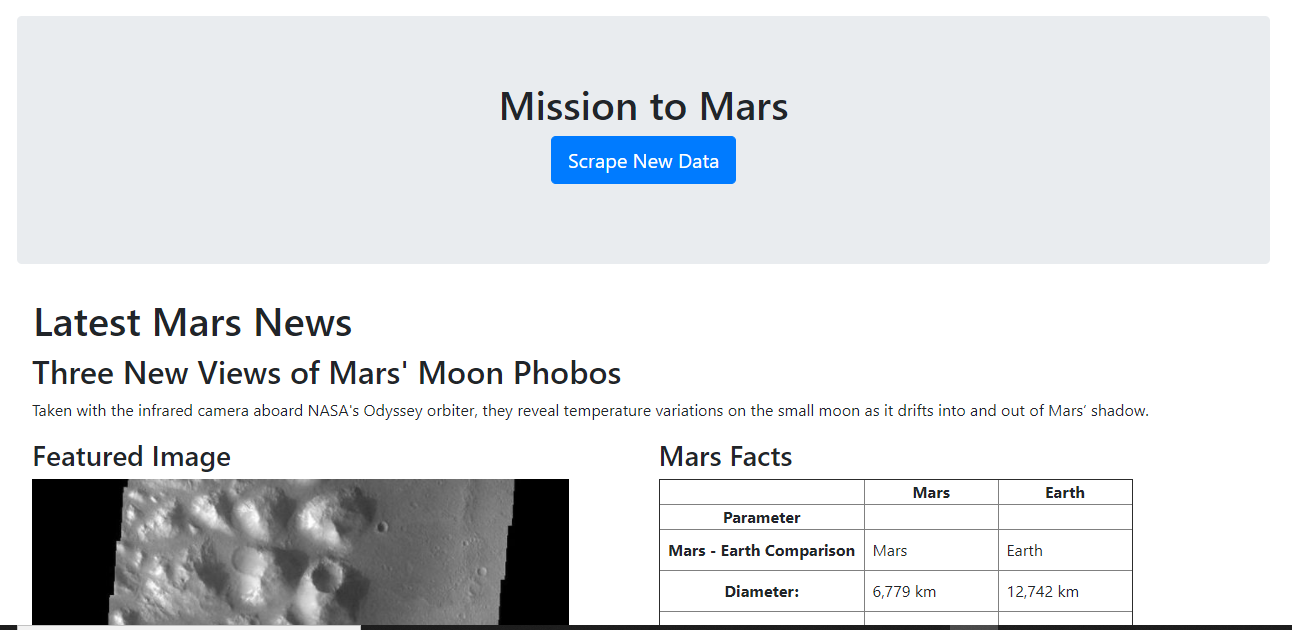 Mission to Mars
Scrape New Data
Latest Mars News
Three New Views of Mars' Moon Phobos
Taken with the infrared camera aboard NASA's Odyssey orbiter, they reveal temperature variations on the small moon as it drifts into and out of Mars’ shadow.
Featured Image
Mars Facts
Mars Earth
Parameter
Mars - Earth Comparison Mars Earth
Diameter: 6,779 km 12,742 km